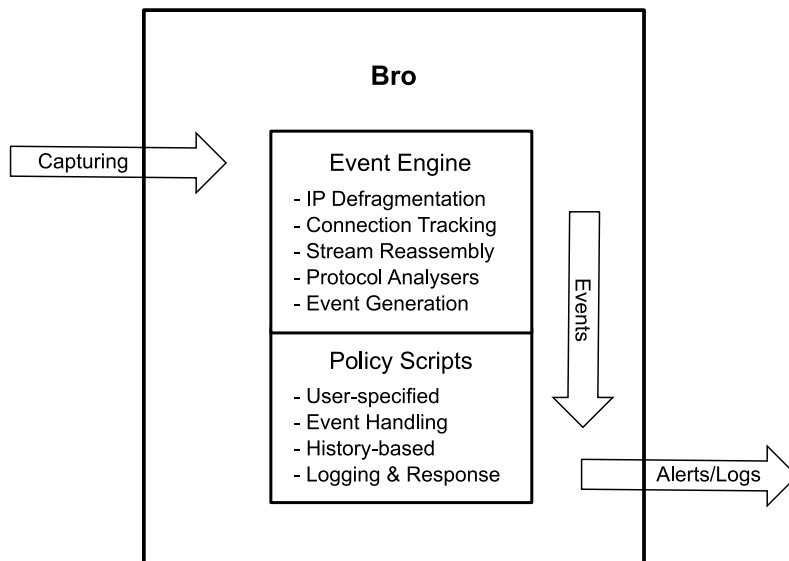 Bro
Capturing
Event Engine
- IP Defragmentation
- Connection Tracking
- Stream Reassembly
- Protocol Analysers
- Event Generation
Events
Policy Scripts
- User-specified
- Event Handling
- History-based
- Logging & Response
Alerts/Logs